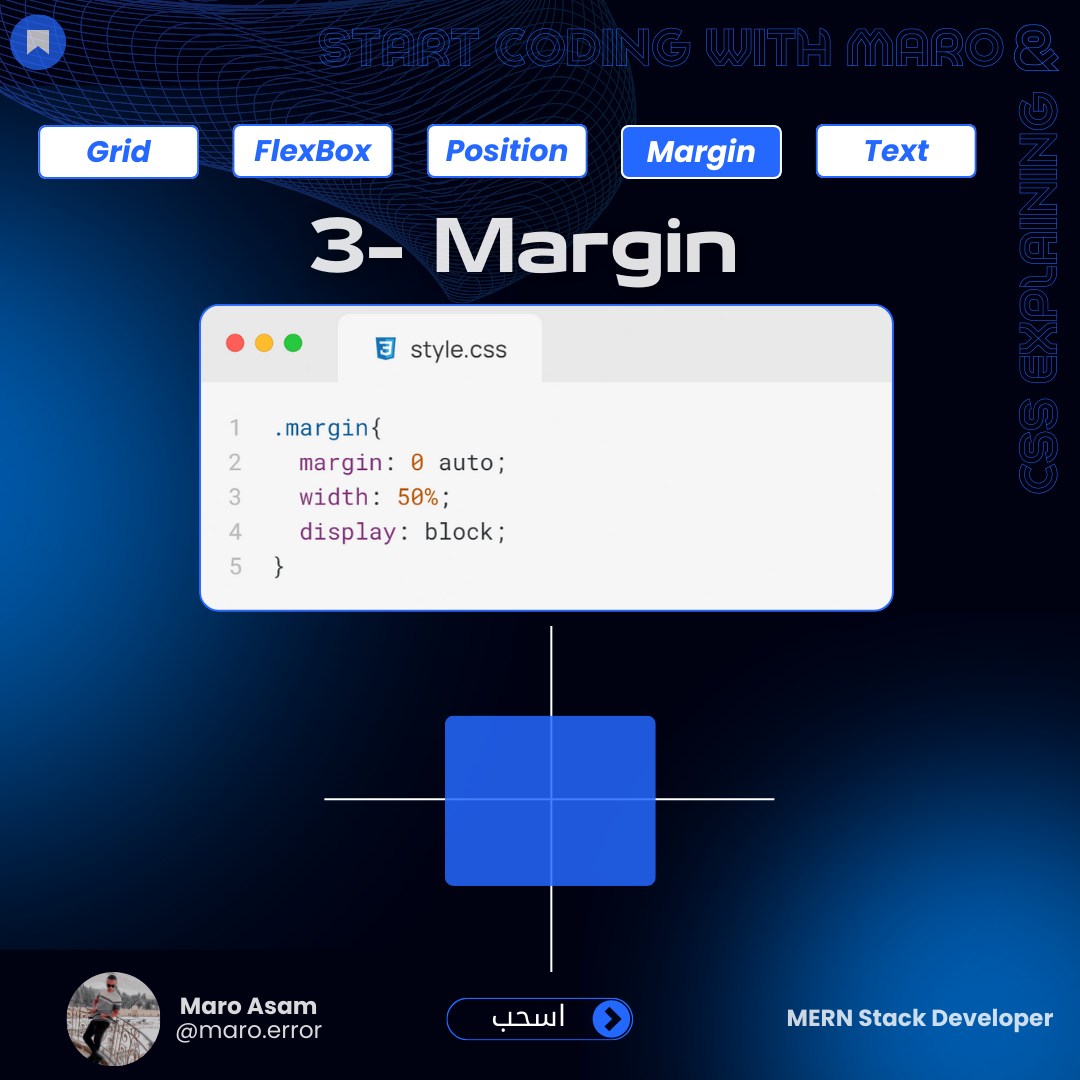 START CODING WITH MARO &
CSS EXPLAINING &
Grid
FlexBox
Position
Margin
Text
3- Margin
style.css
1 .margin{
2 margin: 0 auto;
3 width: 50%;
4 display: block;
5 }
Maro Asam
@maro.error
اسحب
MERN Stack Developer